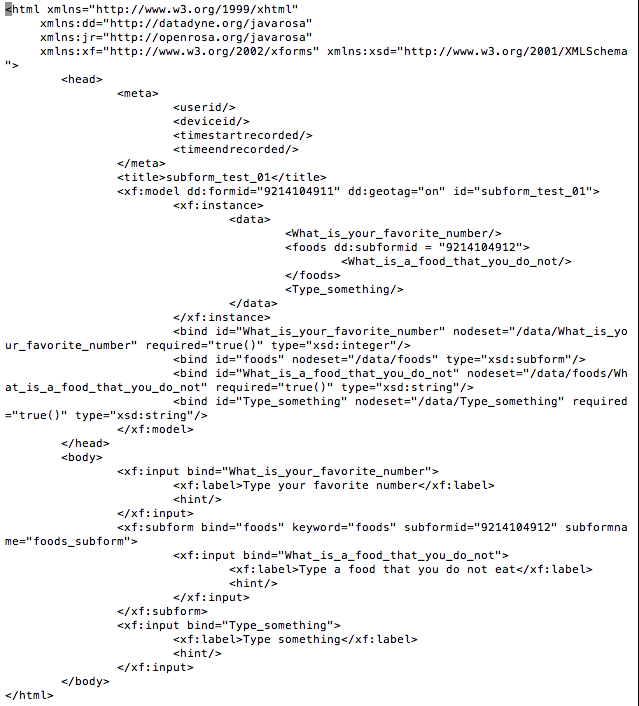 <html xmlns="http://www.w3.org/1999/xhtml"
     xmlns:dd="http://datadyne.org/javarosa"
     xmlns:jr="http://openrosa.org/javarosa"
     xmlns:xf="http://www.w3.org/2002/xforms" xmlns:xsd="http://www.w3.org/2001/XMLSchema
">
        <head>
                <meta>
                        <userid/>
                        <deviceid/>
                        <timestartrecorded/>
                        <timeendrecorded/>
                </meta>
                <title>subform_test_01</title>
                <xf:model dd:formid="9214104911" dd:geotag="on" id="subform_test_01">
                        <xf:instance>
                                <data>
                                        <What_is_your_favorite_number/>
                                        <foods dd:subformid = "9214104912">
                                                <What_is_a_food_that_you_do_not/>
                                        </foods>
                                        <Type_something/>
                                </data>
                        </xf:instance>
                        <bind id="What_is_your_favorite_number" nodeset="/data/What_is_yo
ur_favorite_number" required="true()" type="xsd:integer"/>
                        <bind id="foods" nodeset="/data/foods" type="xsd:subform"/>
                        <bind id="What_is_a_food_that_you_do_not" nodeset="/data/foods/Wh
at_is_a_food_that_you_do_not" required="true()" type="xsd:string"/>
                        <bind id="Type_something" nodeset="/data/Type_something" required
="true()" type="xsd:string"/>
                </xf:model>
        </head>
        <body>
                <xf:input bind="What_is_your_favorite_number">
                        <xf:label>Type your favorite number</xf:label>
                        <hint/>
                </xf:input>
                <xf:subform bind="foods" keyword="foods" subformid="9214104912" subformna
me="foods_subform">
                        <xf:input bind="What_is_a_food_that_you_do_not">
                                <xf:label>Type a food that you do not eat</xf:label>
                                <hint/>
                        </xf:input>
                </xf:subform>
                <xf:input bind="Type_something">
                        <xf:label>Type something</xf:label>
                        <hint/>
                </xf:input>
        </body>
</html>